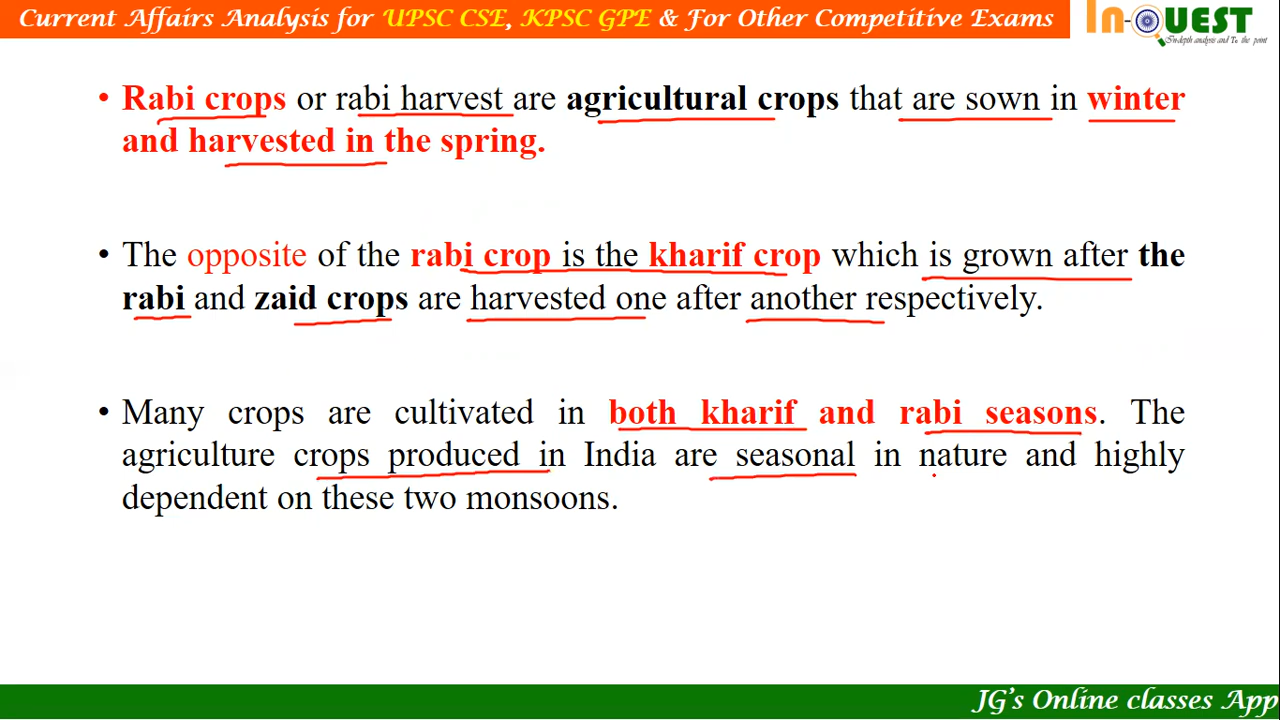 Current Affairs Analysis for UPSC CSE, KPSC GPE & For Other Competitive Exams
In-QUEST
In-depth analysis and To the point
• Rabi crops or rabi harvest are agricultural crops that are sown in winter
and harvested in the spring.
• The opposite of the rabi crop is the kharif crop which is grown after the
rabi and zaid crops are harvested one after another respectively.
• Many crops are cultivated in both kharif and rabi seasons. The
agriculture crops produced in India are seasonal in nature and highly
dependent on these two monsoons.
JG's Online classes App